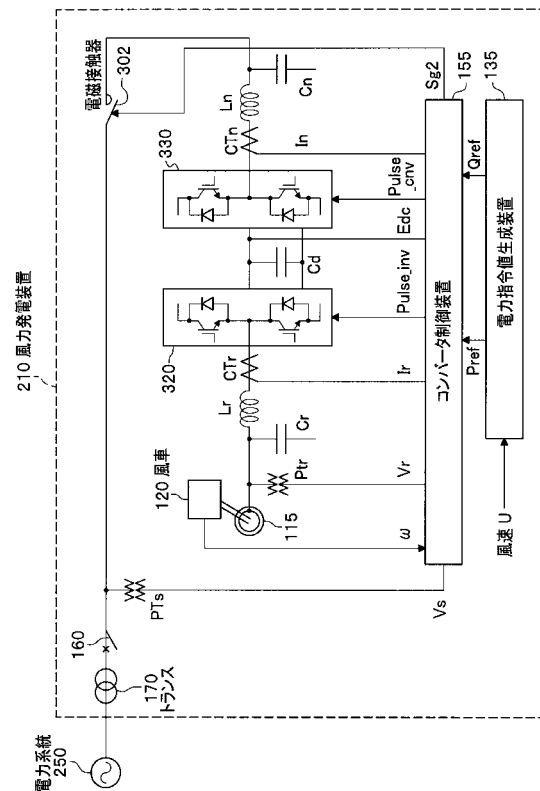 210 風力発電装置
電力系統
250
170
トランス
160
PTs
電磁接触器
302
120 風車
115
Ptr
Cr
Lr
CTr
320
Cd
330
CTn
Ln
Cn
Vs
ω
Vr
Ir
Pulse_inv
Edc
Pulse
_cnv
In
Sg2
コンバータ制御装置
155
風速 U
Pref
Qref
電力指令値生成装置
135